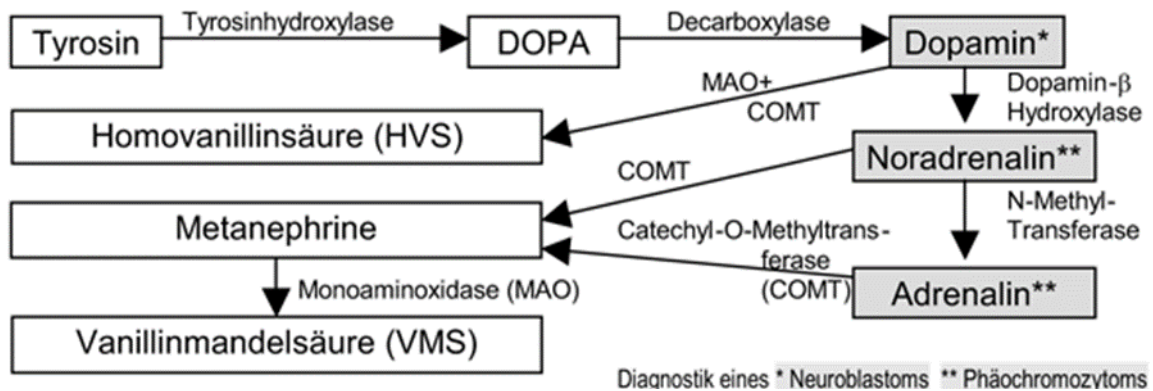 Tyrosin
Tyrosinhydroxylase
DOPA
Decarboxylase
Dopamin*
MAO+
COMT
Dopamin-β
Hydroxylase
Homovanillinsäure (HVS)
Noradrenalin**
COMT
N-Methyl-
Transferase
Metanephrine
Catechyl-O-Methyltrans-
ferase
(COMT)
Monoaminoxidase (MAO)
Adrenalin**
Vanillinmandelsäure (VMS)
Diagnostik eines * Neuroblastoms ** Phäochromozytoms